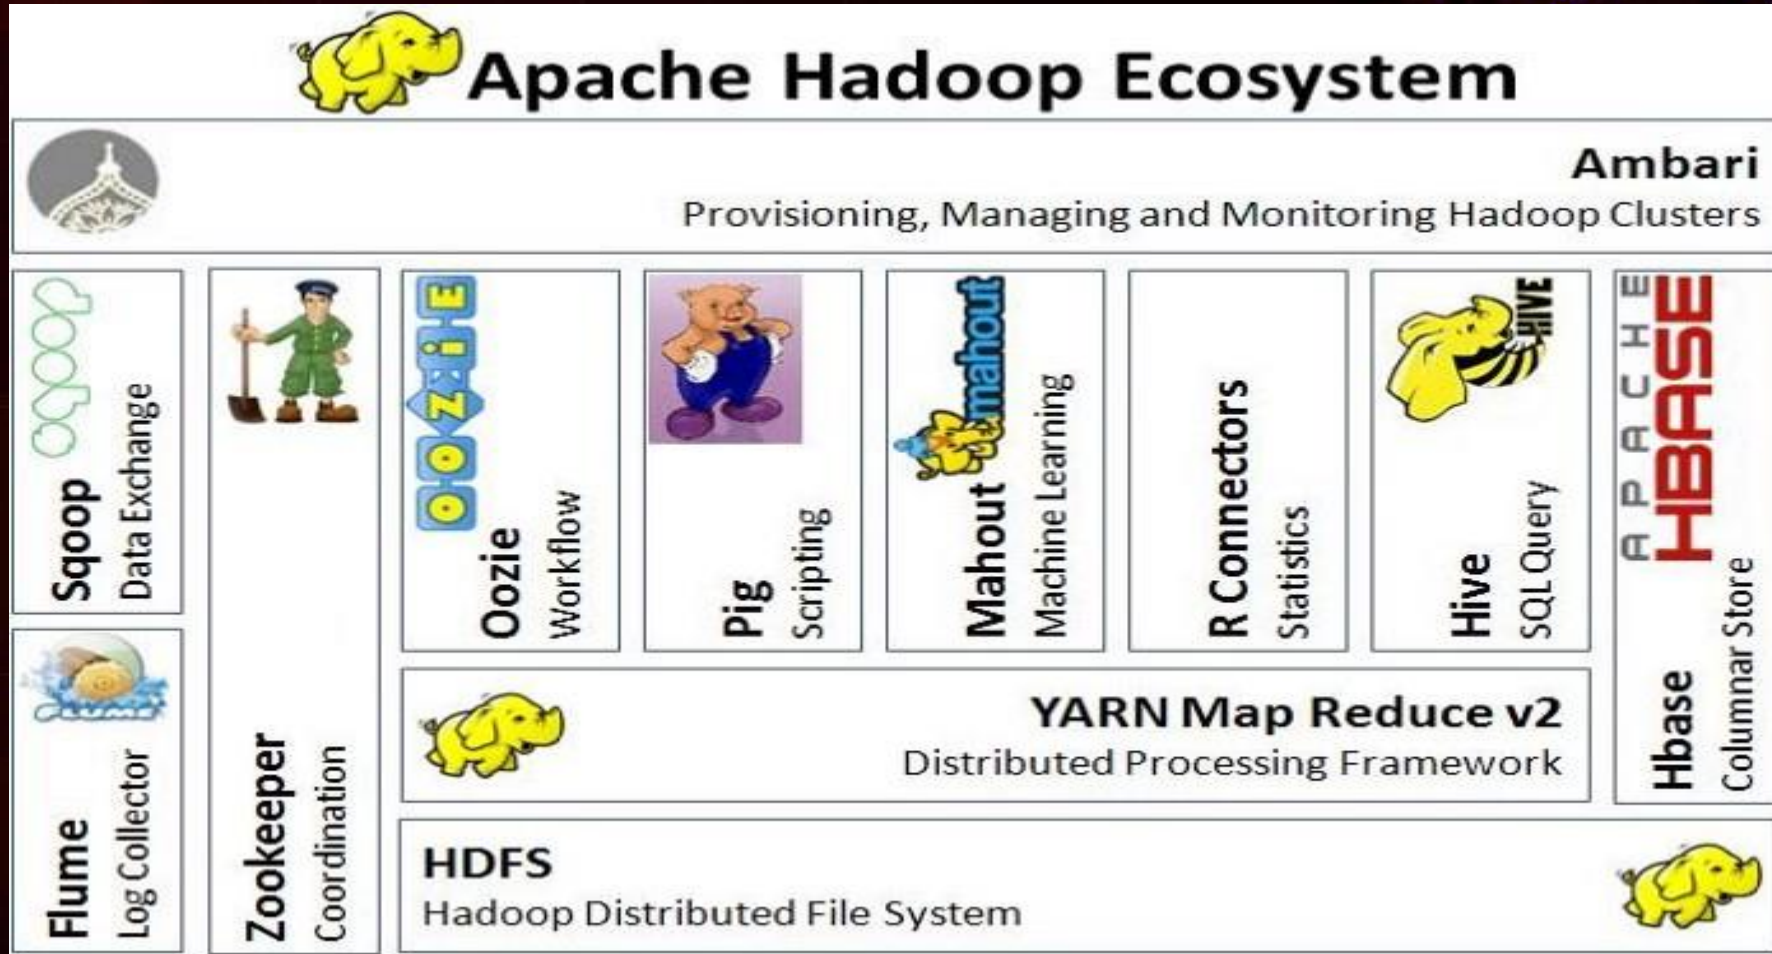 Apache Hadoop Ecosystem
Ambari
Provisioning, Managing and Monitoring Hadoop Clusters
sqoop
Sqoop
Data Exchange
FLUME
Flume
Log Collector
Zookeeper
Coordination
OOZIE
Oozie
Workflow
Pig
Scripting
mahout
Mahout
Machine Learning
R Connectors
Statistics
HIVE
Hive
SQL Query
APACHE
HBASE
Hbase
Columnar Store
YARN Map Reduce v2
Distributed Processing Framework
HDFS
Hadoop Distributed File System